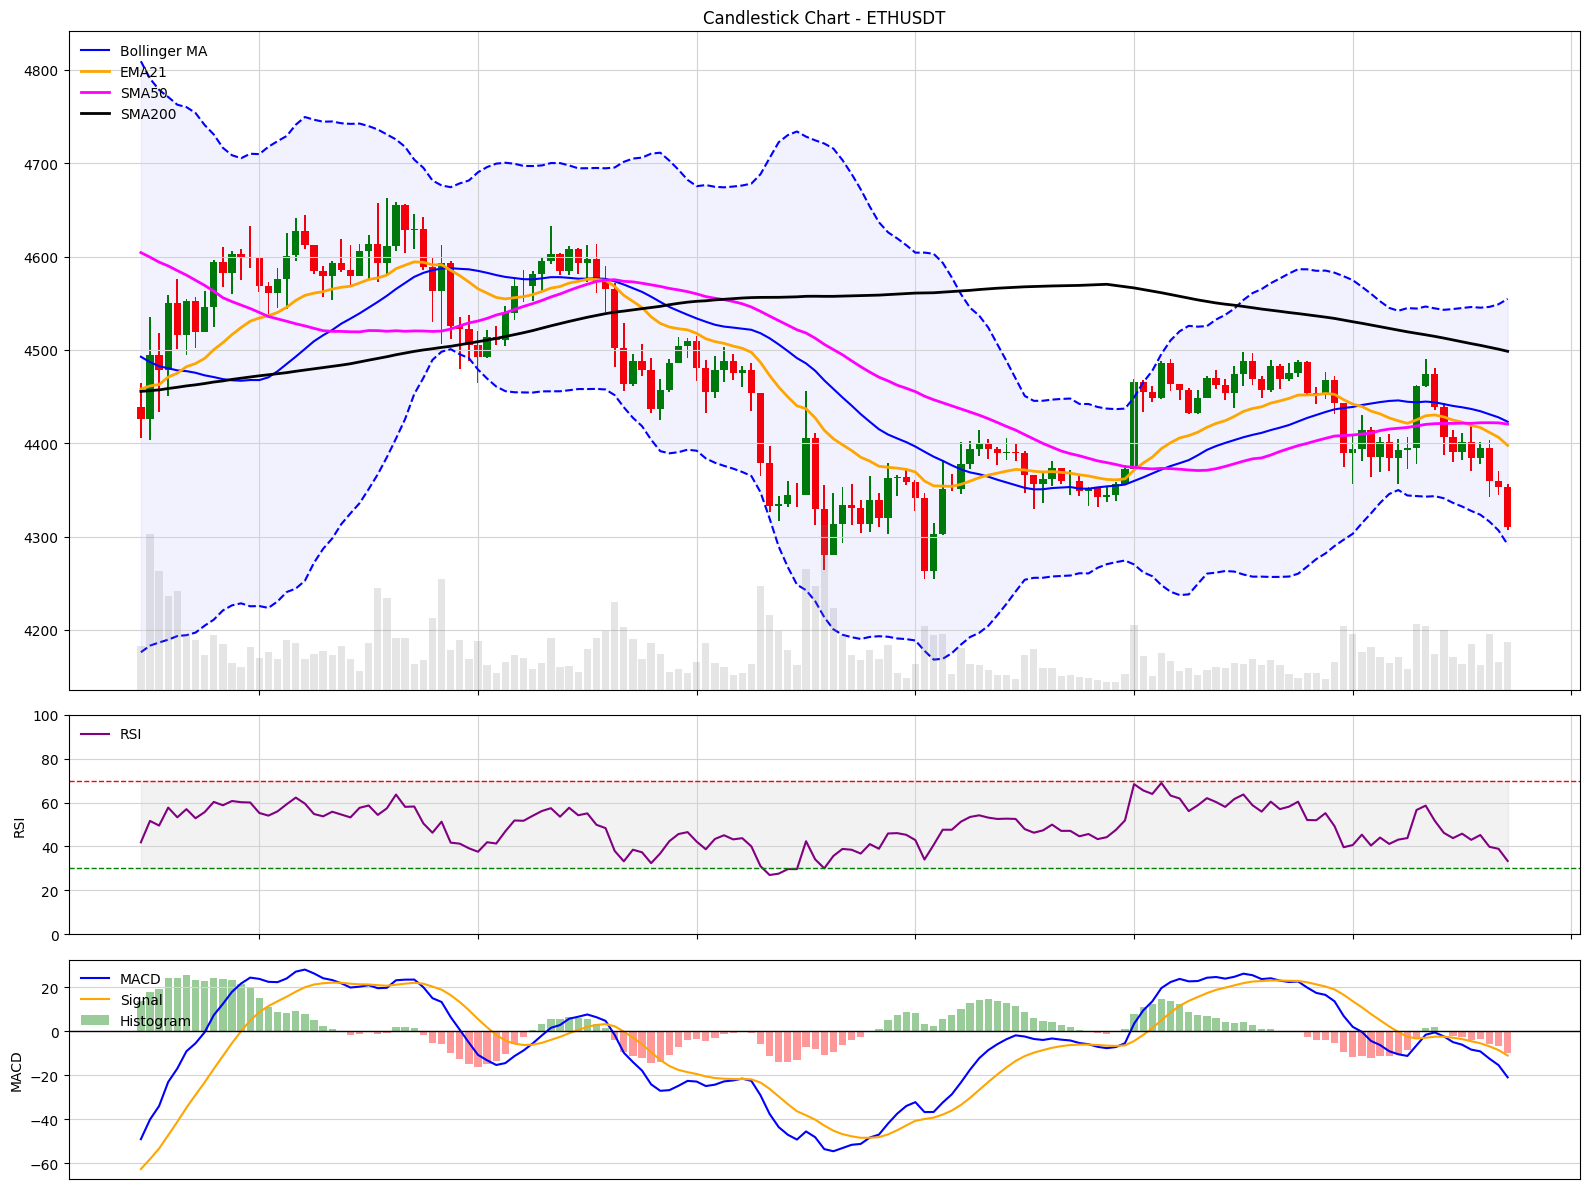 Candlestick Chart - ETHUSDT
Bollinger MA
EMA21
SMA50
SMA200
4800
4700
4600
4500
4400
4300
4200
RSI
100
80
60
40
20
0
RSI
MACD
Signal
Histogram
20
0
−20
−40
−60
MACD